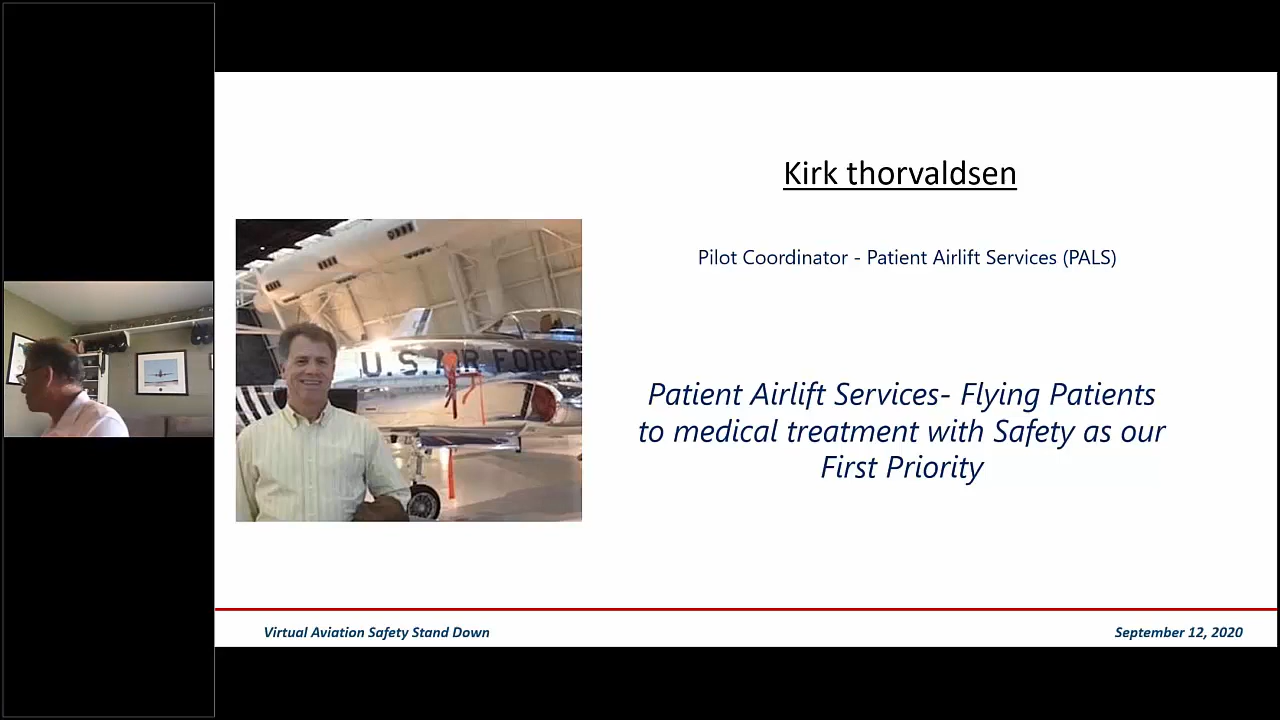 Kirk thorvaldsen
Pilot Coordinator - Patient Airlift Services (PALS)
U.S. AIR FORCE
Patient Airlift Services- Flying Patients
to medical treatment with Safety as our
First Priority
Virtual Aviation Safety Stand Down
September 12, 2020